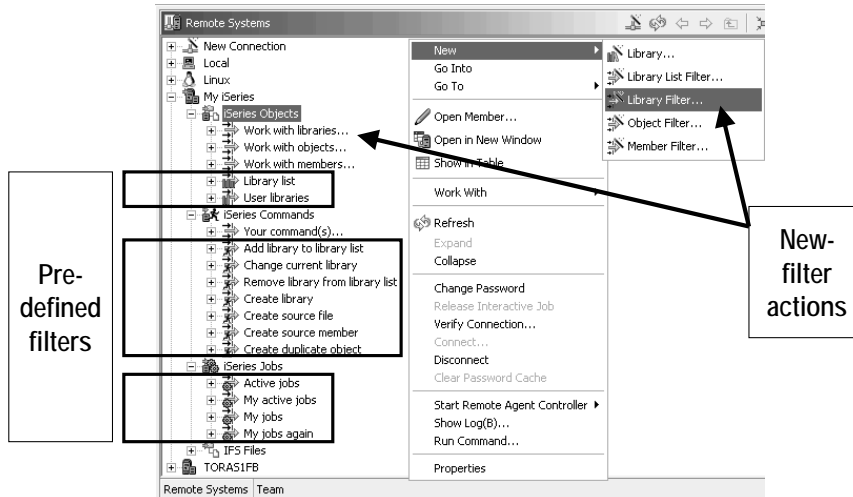 Remote Systems
New Connection
Local
Linux
My iSeries
iSeries Objects
Work with libraries...
Work with objects...
Work with members...
Library list
User libraries
iSeries Commands
Your command(s)...
Add library to library list
Change current library
Remove library from library list
Create library
Create source file
Create source member
Create duplicate object
iSeries Jobs
Active jobs
My active jobs
My jobs
My jobs again
IFS Files
TORAS1FB
Remote Systems Team
New
Go Into
Go To
Open Member...
Open in New Window
Show in Table
Work With
Refresh
Expand
Collapse
Change Password
Release Interactive Job
Verify Connection...
Connect...
Disconnect
Clear Password Cache
Start Remote Agent Controller
Show Log(B)...
Run Command...
Properties
Library...
Library List Filter...
Library Filter...
Object Filter...
Member Filter...
Pre-
defined
filters
New-
filter
actions